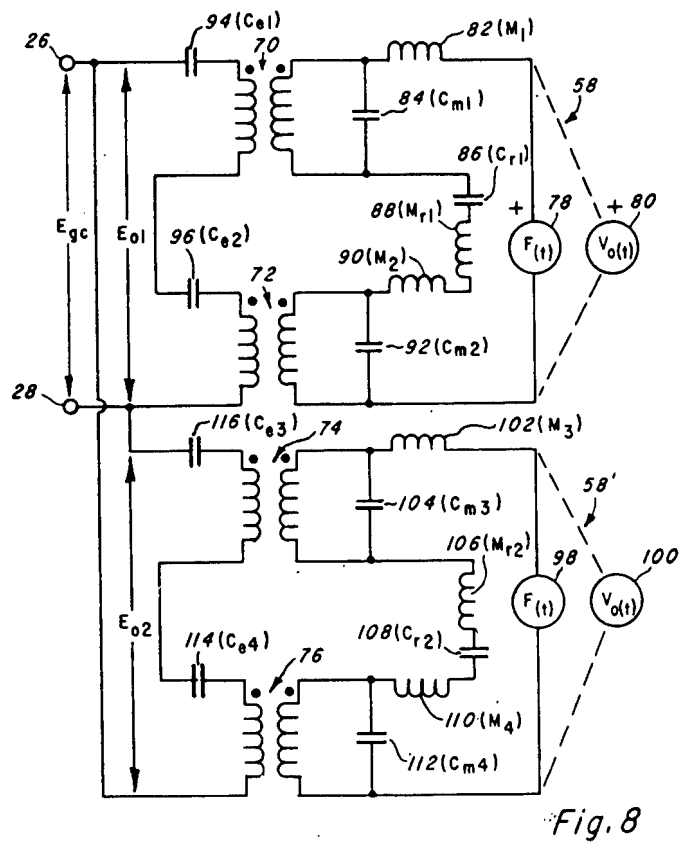 94(Ce1)
26
70
82(M1)
84(Cm1)
58
86(Cr1)
88(Mr1)
+ 78
+ 80
Egc
Eo1
96(Ce2)
F(t)
Vo(t)
90(M2)
72
92(Cm2)
28
116(Ce3)
74
102(M3)
58'
104(Cm3)
106(Mr2)
98
100
F(t)
Vo(t)
Eo2
108(Cr2)
114(Ce4)
76
110(M4)
112(Cm4)
Fig. 8